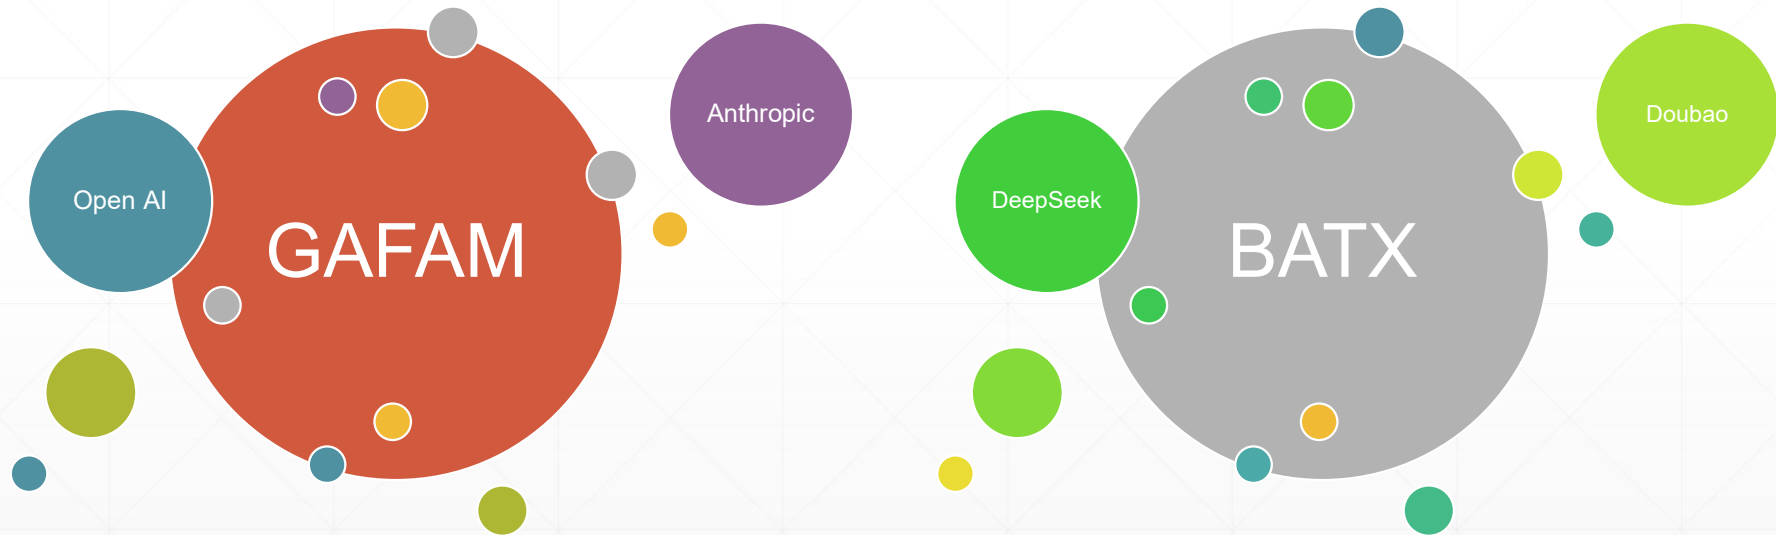 Open AI
GAFAM
Anthropic
DeepSeek
BATX
Doubao